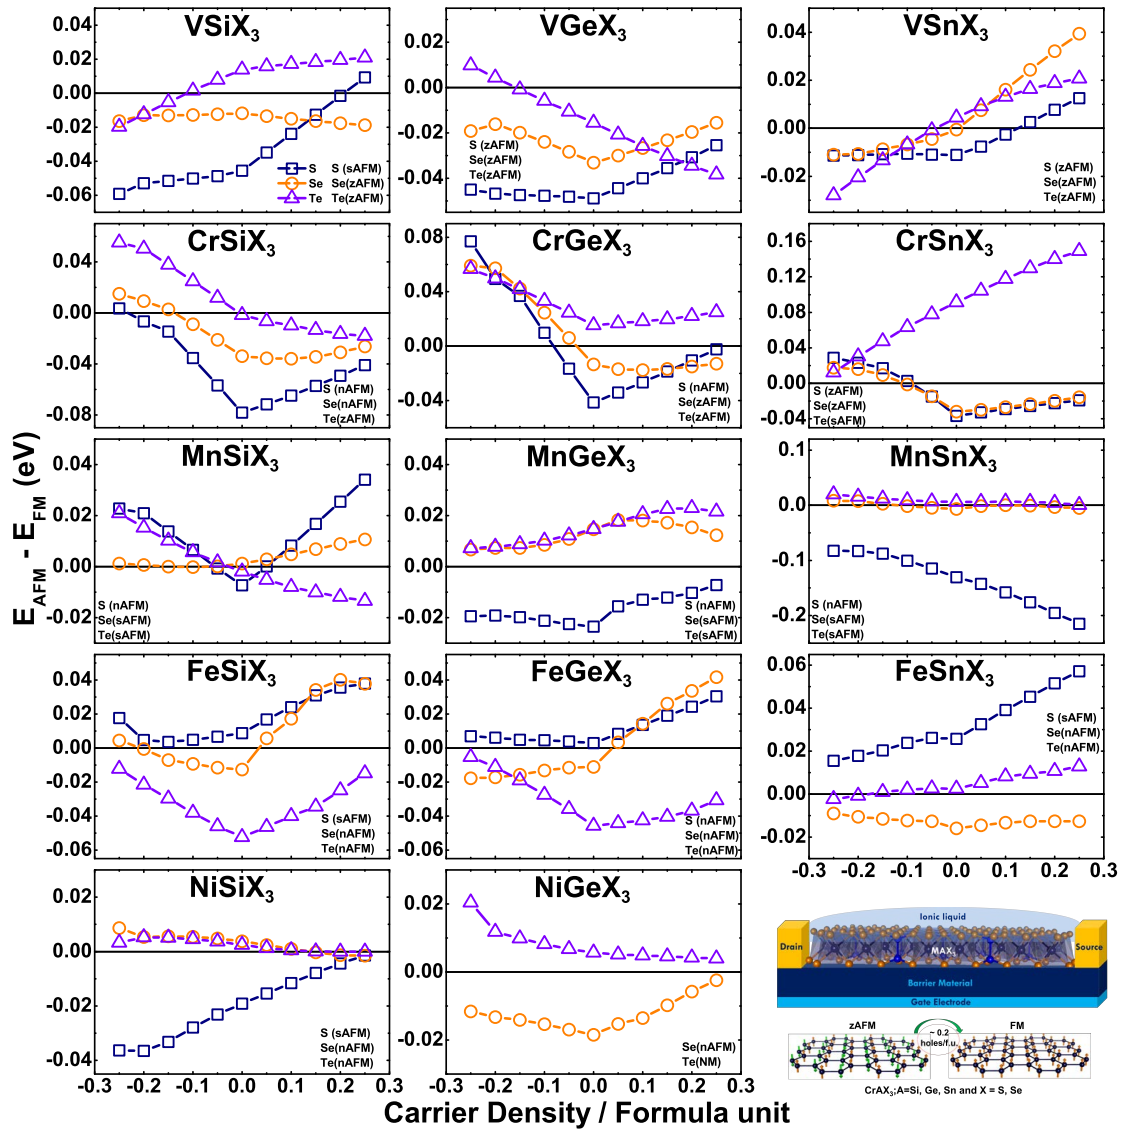 VSiX3
0.04
0.02
0.00
-0.02
-0.04
-0.06
S S (sAFM)
Se Se(zAFM)
Te Te(zAFM)
VGeX3
0.02
0.00
-0.02
-0.04
S (zAFM)
Se(zAFM)
Te(zAFM)
VSnX3
0.04
0.02
0.00
-0.02
S (zAFM)
Se(zAFM)
Te(zAFM)
CrSiX3
0.04
0.00
-0.04
-0.08
S (nAFM)
Se(nAFM)
Te(zAFM)
CrGeX3
0.08
0.04
0.00
-0.04
S (nAFM)
Se(zAFM)
Te(zAFM)
CrSnX3
0.16
0.12
0.08
0.04
0.00
-0.04
S (zAFM)
Se(zAFM)
Te(sAFM)
E_AFM - E_FM (eV)
MnSiX3
0.04
0.02
0.00
-0.02
S (nAFM)
Se(sAFM)
Te(sAFM)
MnGeX3
0.04
0.02
0.00
-0.02
S (nAFM)
Se(sAFM)
Te(sAFM)
MnSnX3
0.1
0.0
-0.1
-0.2
S (nAFM)
Se(sAFM)
Te(sAFM)
FeSiX3
0.04
0.02
0.00
-0.02
-0.04
-0.06
S (sAFM)
Se(nAFM)
Te(nAFM)
FeGeX3
0.04
0.02
0.00
-0.02
-0.04
-0.06
S (nAFM)
Se(nAFM)
Te(nAFM)
FeSnX3
0.06
0.04
0.02
0.00
-0.02
S (sAFM)
Se(nAFM)
Te(nAFM)
-0.3 -0.2 -0.1 0.0 0.1 0.2 0.3
NiSiX3
0.02
0.00
-0.02
-0.04
S (sAFM)
Se(nAFM)
Te(nAFM)
-0.3 -0.2 -0.1 0.0 0.1 0.2 0.3
NiGeX3
0.02
0.00
-0.02
Se(nAFM)
Te(NM)
-0.3 -0.2 -0.1 0.0 0.1 0.2 0.3
Carrier Density / Formula unit
Ionic liquid
Drain
Source
Barrier Material
Gate Electrode
zAFM
FM
~ 0.2
holes/f.u.
CrAX3;A=Si, Ge, Sn and X = S, Se